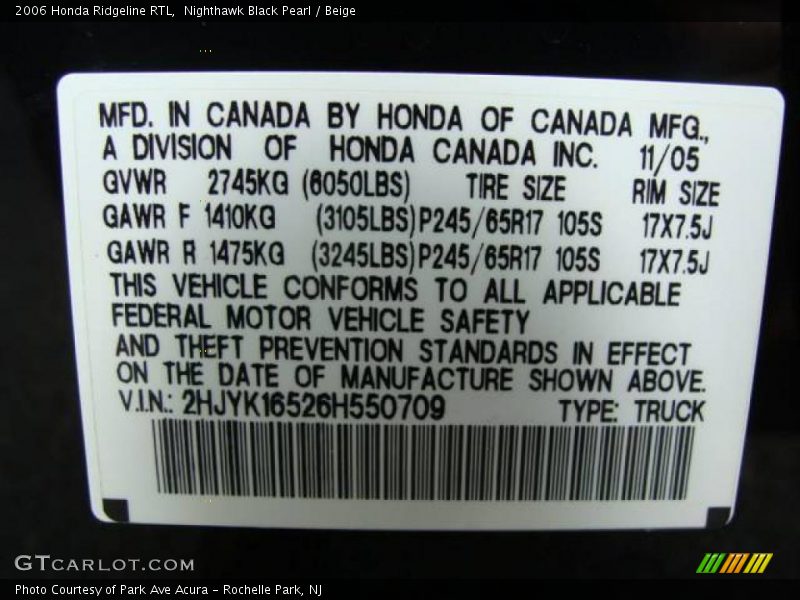 2006 Honda Ridgeline RTL,  Nighthawk Black Pearl / Beige
MFD. IN CANADA BY HONDA OF CANADA MFG.,
A DIVISION OF HONDA CANADA INC. 11/05
GVWR 2745KG (6050LBS) TIRE SIZE RIM SIZE
GAWR F 1410KG (3105LBS) P245/65R17 105S 17X7.5J
GAWR R 1475KG (3245LBS) P245/65R17 105S 17X7.5J
THIS VEHICLE CONFORMS TO ALL APPLICABLE
FEDERAL MOTOR VEHICLE SAFETY
AND THEFT PREVENTION STANDARDS IN EFFECT
ON THE DATE OF MANUFACTURE SHOWN ABOVE.
V.I.N.: 2HJYK16526H550709 TYPE: TRUCK
GTCARLOT.COM
Photo Courtesy of Park Ave Acura - Rochelle Park, NJ